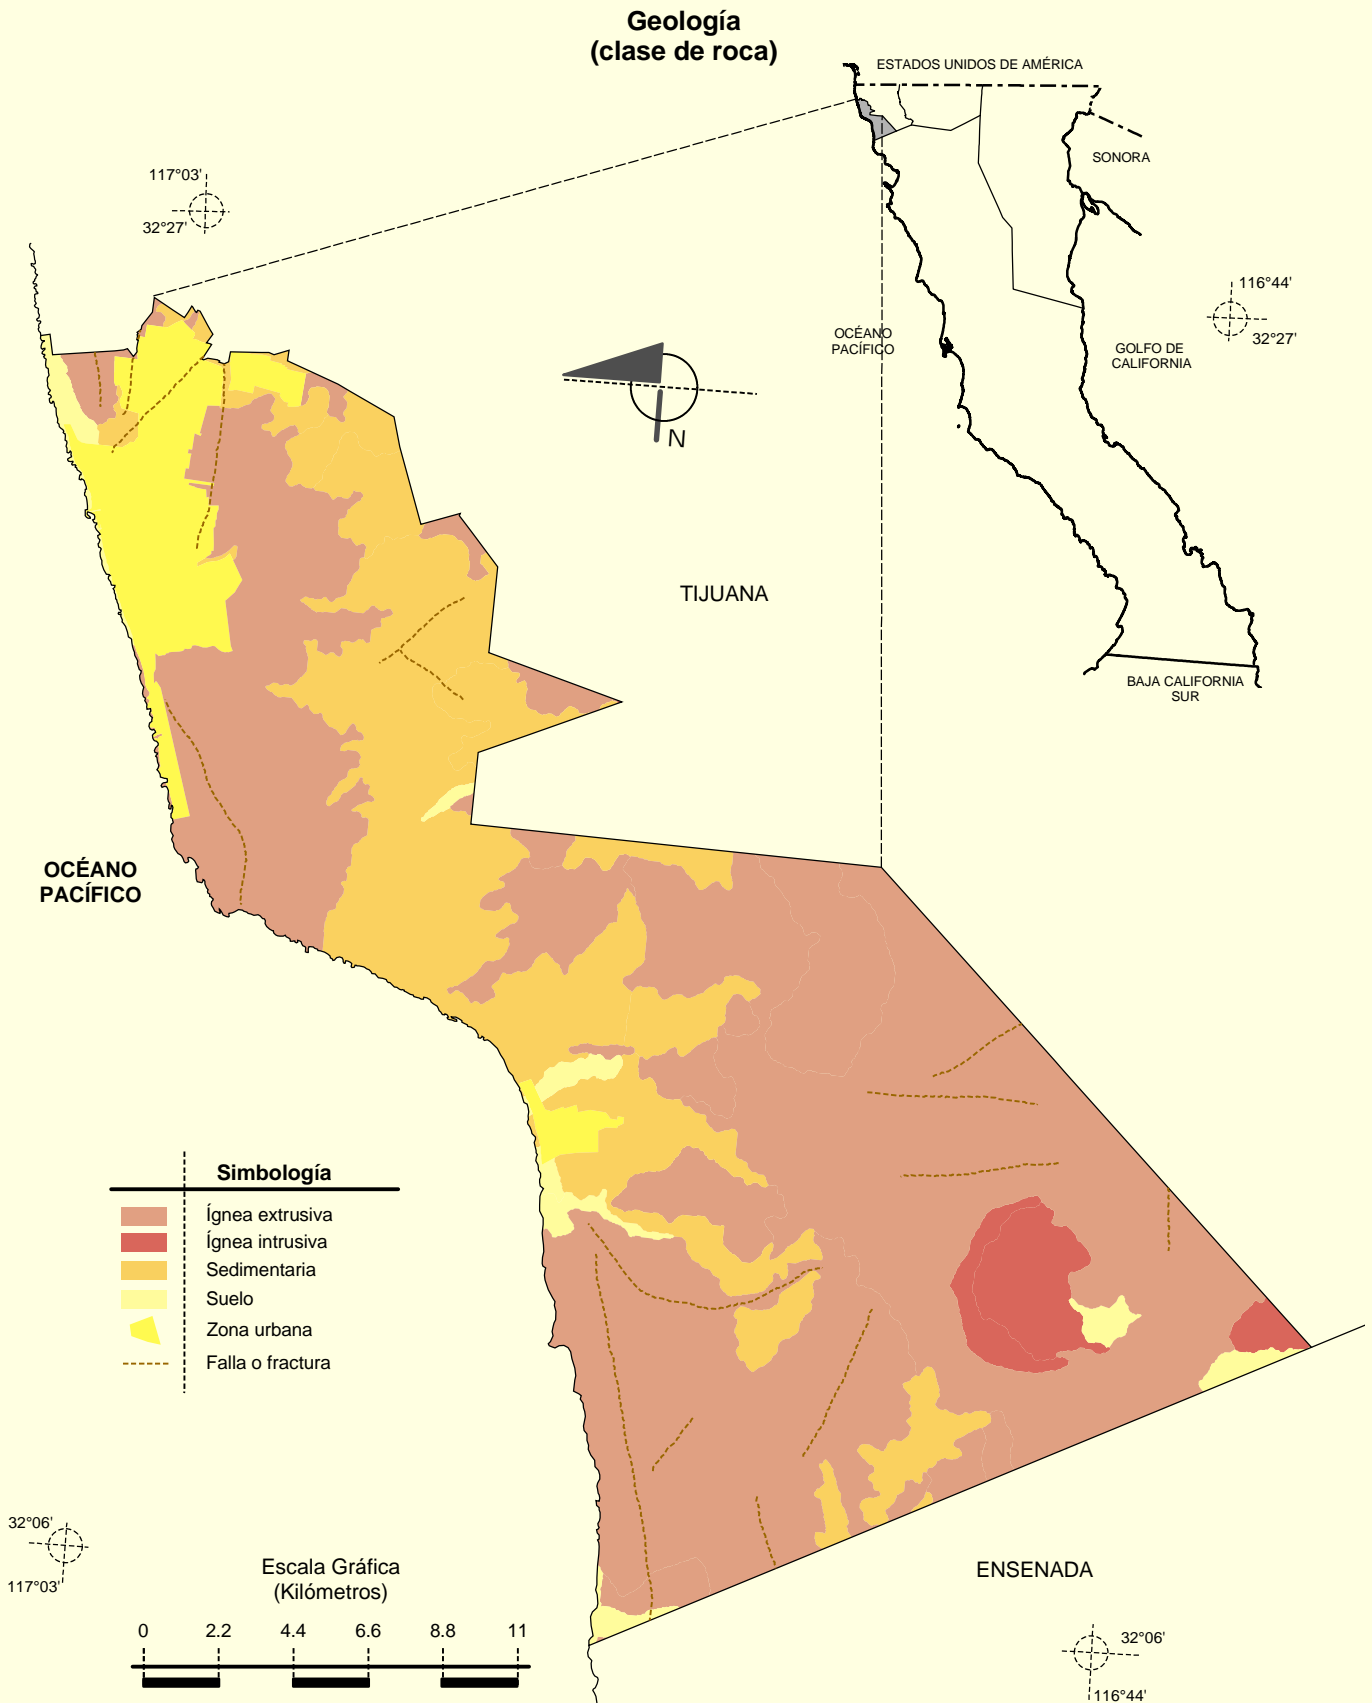 Geología
(clase de roca)
ESTADOS UNIDOS DE AMÉRICA
SONORA
117°03'
32°27'
116°44'
32°27'
OCÉANO
PACÍFICO
GOLFO DE
CALIFORNIA
N
TIJUANA
BAJA CALIFORNIA
SUR
OCÉANO
PACÍFICO
Simbología
Ígnea extrusiva
Ígnea intrusiva
Sedimentaria
Suelo
Zona urbana
Falla o fractura
32°06'
117°03'
Escala Gráfica
(Kilómetros)
0 2.2 4.4 6.6 8.8 11
ENSENADA
32°06'
116°44'